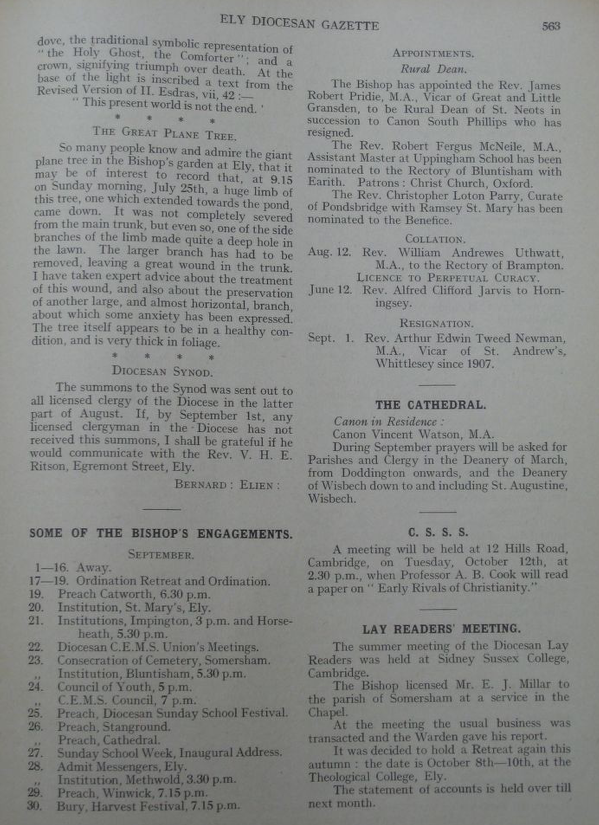 ELY DIOCESAN GAZETTE 563
dove, the traditional symbolic representation of
" the Holy Ghost, the Comforter "; and a
crown, signifying triumph over death. At the
base of the light is inscribed a text from the
Revised Version of II. Esdras, vii, 42 :—
" This present world is not the end. '
* * * *
THE GREAT PLANE TREE.
So many people know and admire the giant
plane tree in the Bishop's garden at Ely, that it
may be of interest to record that, at 9.15
on Sunday morning, July 25th, a huge limb of
this tree, one which extended towards the pond,
came down. It was not completely severed
from the main trunk, but even so, one of the side
branches of the limb made quite a deep hole in
the lawn. The larger branch has had to be
removed, leaving a great wound in the trunk.
I have taken expert advice about the treatment
of this wound, and also about the preservation
of another large, and almost horizontal, branch,
about which some anxiety has been expressed.
The tree itself appears to be in a healthy con-
dition, and is very thick in foliage.
* * * *
DIOCESAN SYNOD.
The summons to the Synod was sent out to
all licensed clergy of the Diocese in the latter
part of August. If, by September 1st, any
licensed clergyman in the Diocese has not
received this summons, I shall be grateful if he
would communicate with the Rev. V. H. E.
Ritson, Egremont Street, Ely.
BERNARD : ELIEN :
SOME OF THE BISHOP'S ENGAGEMENTS.
SEPTEMBER.
1—16. Away.
17—19. Ordination Retreat and Ordination.
19. Preach Catworth, 6.30 p.m.
20. Institution, St. Mary's, Ely.
21. Institutions, Impington, 3 p.m. and Horse-
heath, 5.30 p.m.
22. Diocesan C.E.M.S. Union's Meetings.
23. Consecration of Cemetery, Somersham.
,, Institution, Bluntisham, 5.30 p.m.
24. Council of Youth, 5 p.m.
,, C.E.M.S. Council, 7 p.m.
25. Preach, Diocesan Sunday School Festival.
26. Preach, Stanground.
,, Preach, Cathedral.
27. Sunday School Week, Inaugural Address.
28. Admit Messengers, Ely.
,, Institution, Methwold, 3.30 p.m.
29. Preach, Winwick, 7.15 p.m.
30. Bury, Harvest Festival, 7.15 p.m.
APPOINTMENTS.
Rural Dean.
The Bishop has appointed the Rev. James
Robert Pridie, M.A., Vicar of Great and Little
Gransden, to be Rural Dean of St. Neots in
succession to Canon South Phillips who has
resigned.
The Rev. Robert Fergus McNeile, M.A.,
Assistant Master at Uppingham School has been
nominated to the Rectory of Bluntisham with
Earith. Patrons : Christ Church, Oxford.
The Rev. Christopher Loton Parry, Curate
of Pondsbridge with Ramsey St. Mary has been
nominated to the Benefice.
COLLATION.
Aug. 12. Rev. William Andrewes Uthwatt,
M.A., to the Rectory of Brampton.
LICENCE TO PERPETUAL CURACY.
June 12. Rev. Alfred Clifford Jarvis to Horn-
ingsey.
RESIGNATION.
Sept. 1. Rev. Arthur Edwin Tweed Newman,
M.A., Vicar of St. Andrew's,
Whittlesey since 1907.
THE CATHEDRAL.
Canon in Residence :
Canon Vincent Watson, M.A.
During September prayers will be asked for
Parishes and Clergy in the Deanery of March,
from Doddington onwards, and the Deanery
of Wisbech down to and including St. Augustine,
Wisbech.
C. S. S. S.
A meeting will be held at 12 Hills Road,
Cambridge, on Tuesday, October 12th, at
2.30 p.m., when Professor A. B. Cook will read
a paper on " Early Rivals of Christianity."
LAY READERS' MEETING.
The summer meeting of the Diocesan Lay
Readers was held at Sidney Sussex College,
Cambridge.
The Bishop licensed Mr. E. J. Millar to
the parish of Somersham at a service in the
Chapel.
At the meeting the usual business was
transacted and the Warden gave his report.
It was decided to hold a Retreat again this
autumn : the date is October 8th—10th, at the
Theological College, Ely.
The statement of accounts is held over till
next month.